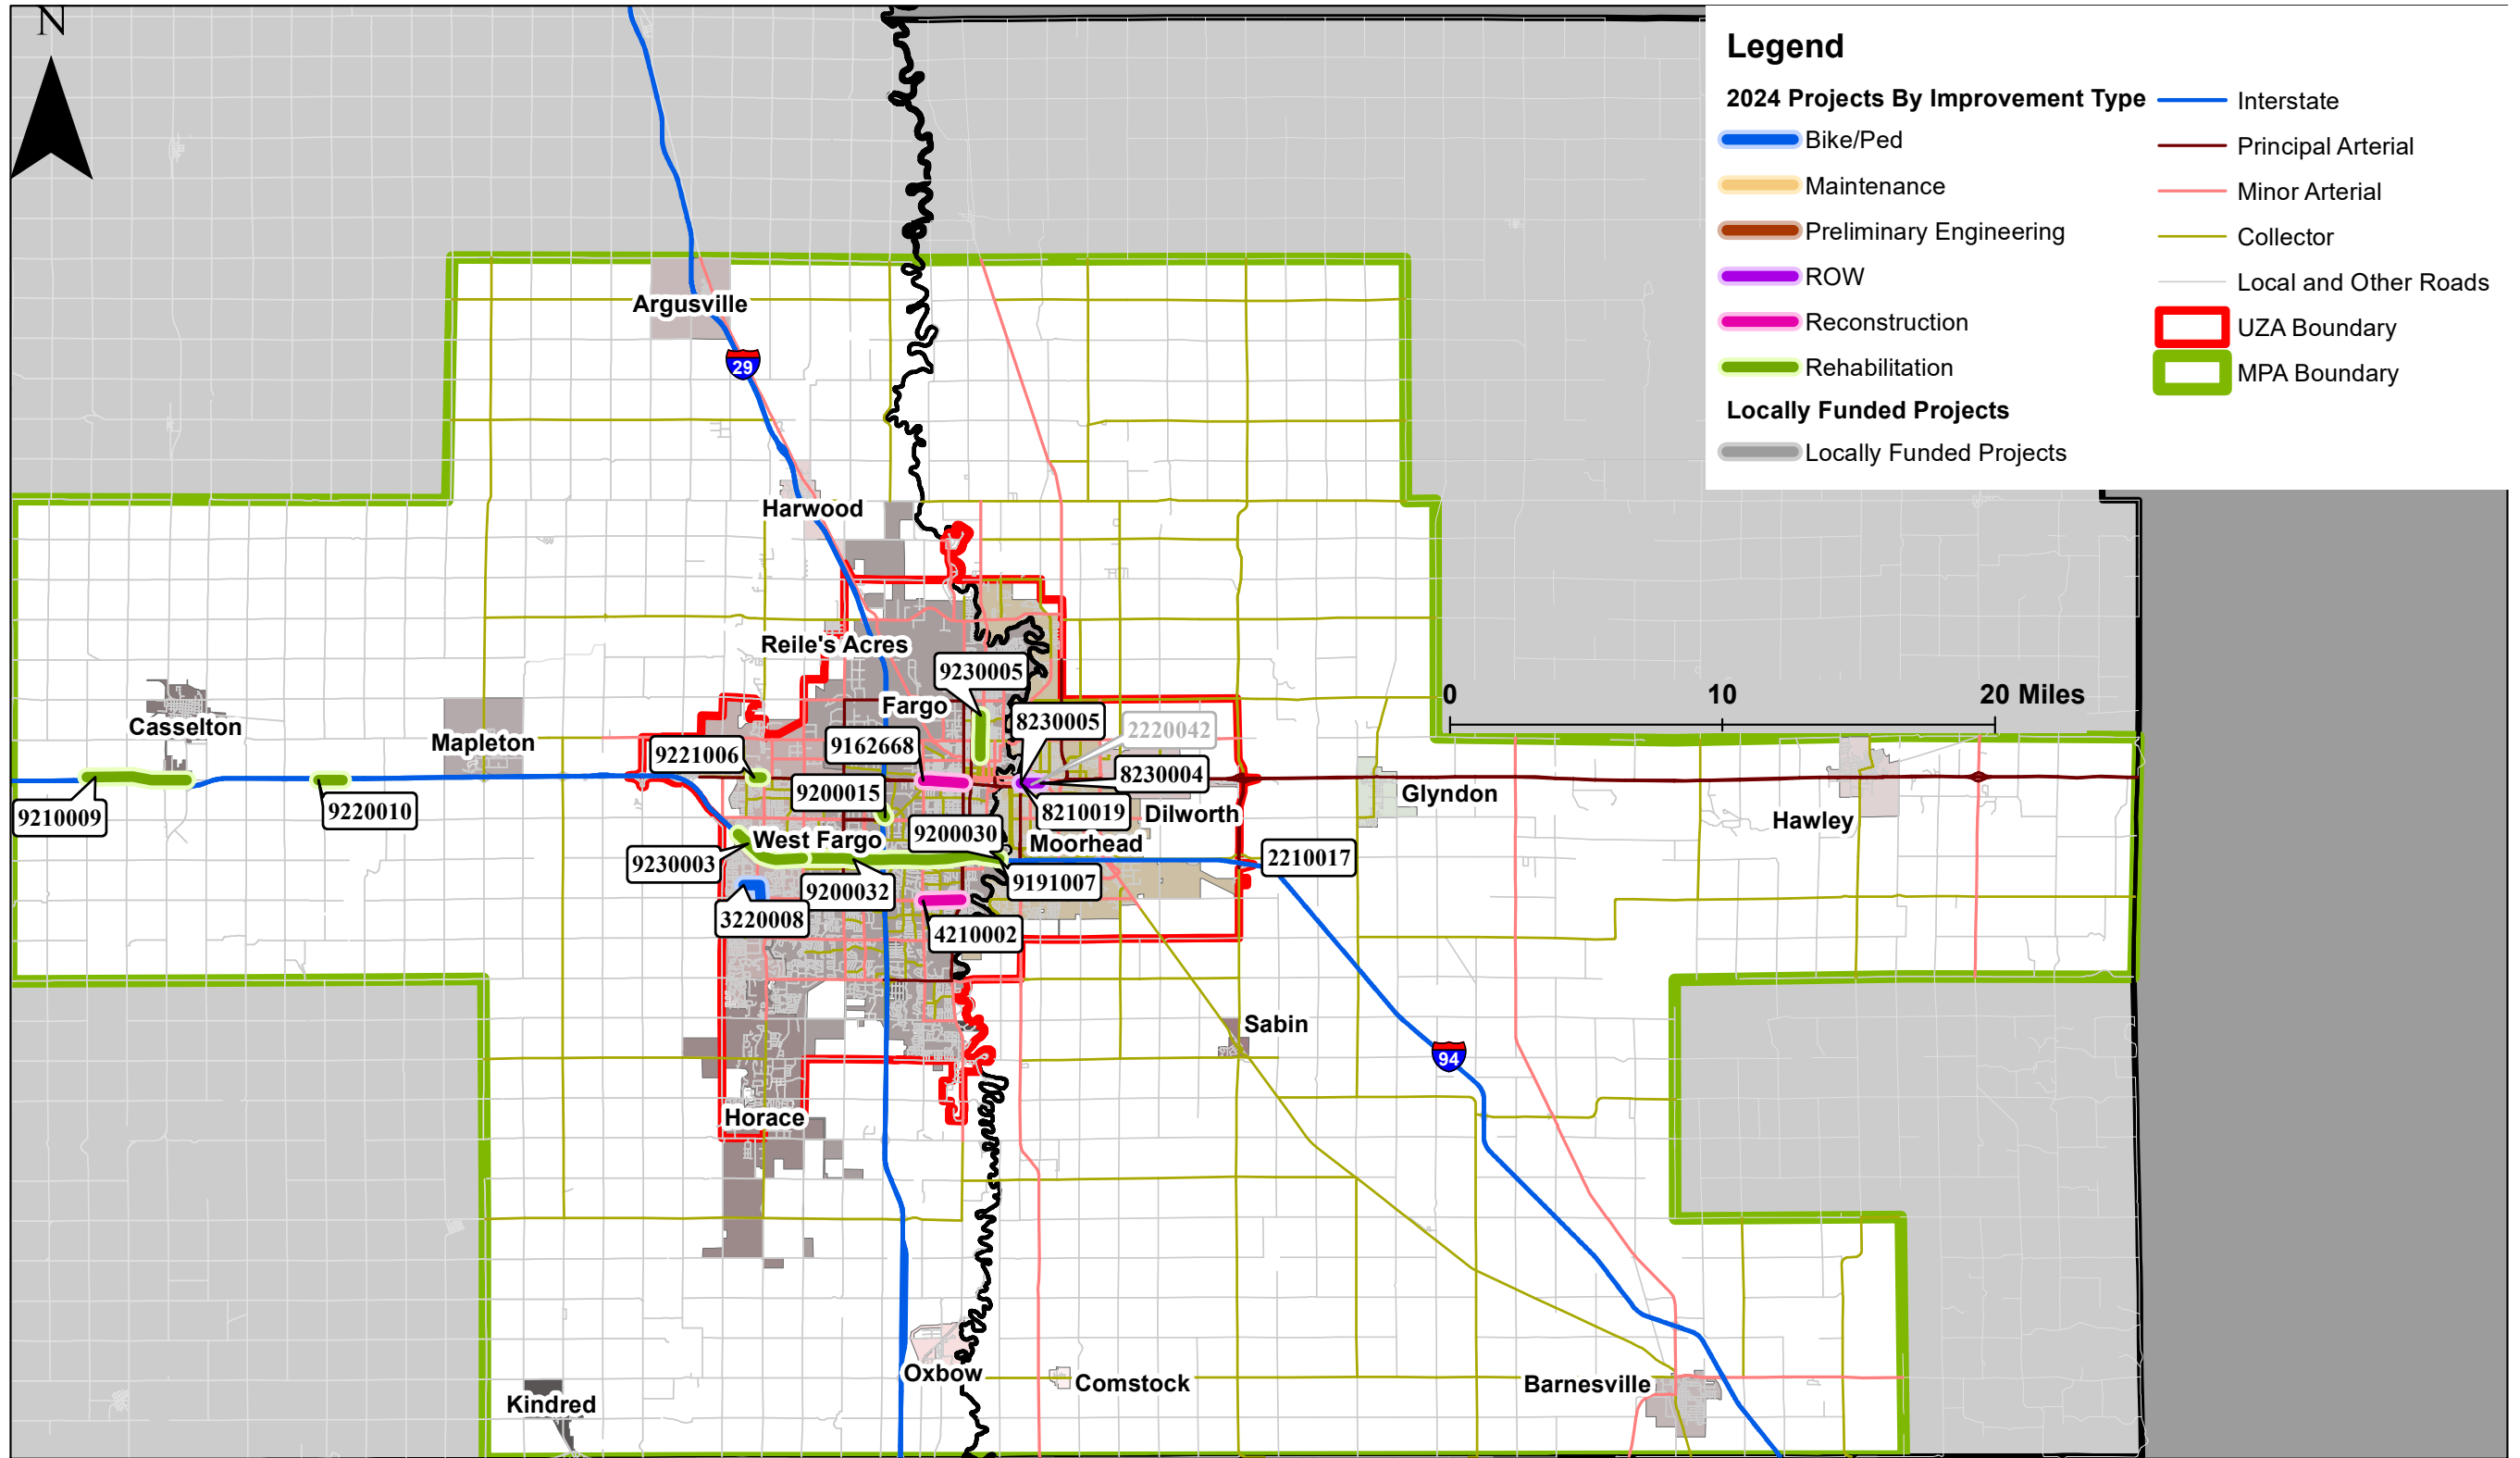 N
Legend
2024 Projects By Improvement Type
Bike/Ped
Maintenance
Preliminary Engineering
ROW
Reconstruction
Rehabilitation
Locally Funded Projects
Locally Funded Projects
Interstate
Principal Arterial
Minor Arterial
Collector
Local and Other Roads
UZA Boundary
MPA Boundary
Argusville
29
Harwood
Reile's Acres
9230005
Fargo
8230005
2220042
0 10 20 Miles
Casselton
Mapleton
9221006
9162668
8230004
9200015
8210019
Dilworth
Glyndon
Hawley
9210009
9220010
9200030
West Fargo
Moorhead
9230003
2210017
9200032
9191007
3220008
4210002
Sabin
94
Horace
Oxbow
Comstock
Barnesville
Kindred